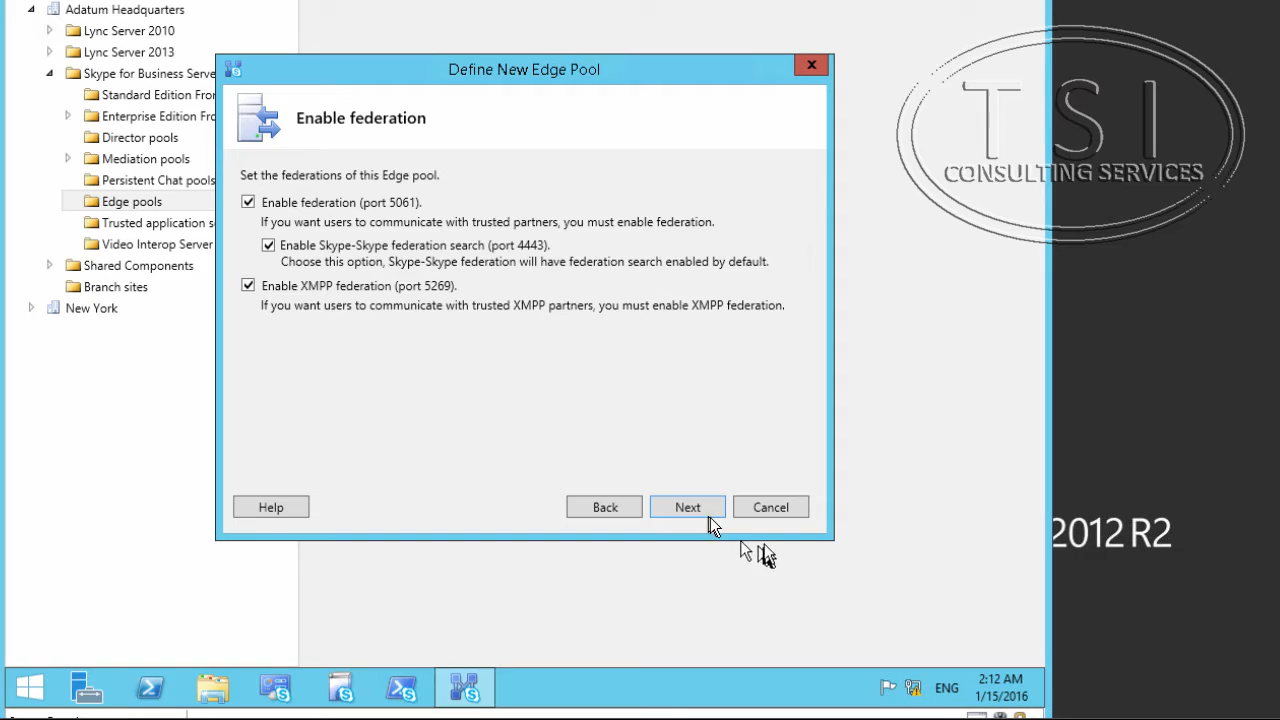 Adatum Headquarters
Lync Server 2010
Lync Server 2013
Skype for Business Serve
Standard Edition Fro
Enterprise Edition Fro
Director pools
Mediation pools
Persistent Chat pools
Edge pools
Trusted application s
Video Interop Server
Shared Components
Branch sites
New York
Define New Edge Pool
Enable federation
Set the federations of this Edge pool.
Enable federation (port 5061).
If you want users to communicate with trusted partners, you must enable federation.
Enable Skype-Skype federation search (port 4443).
Choose this option, Skype-Skype federation will have federation search enabled by default.
Enable XMPP federation (port 5269).
If you want users to communicate with trusted XMPP partners, you must enable XMPP federation.
Help
Back
Next
Cancel
TSI
CONSULTING SERVICES
2012 R2
ENG
2:12 AM
1/15/2016